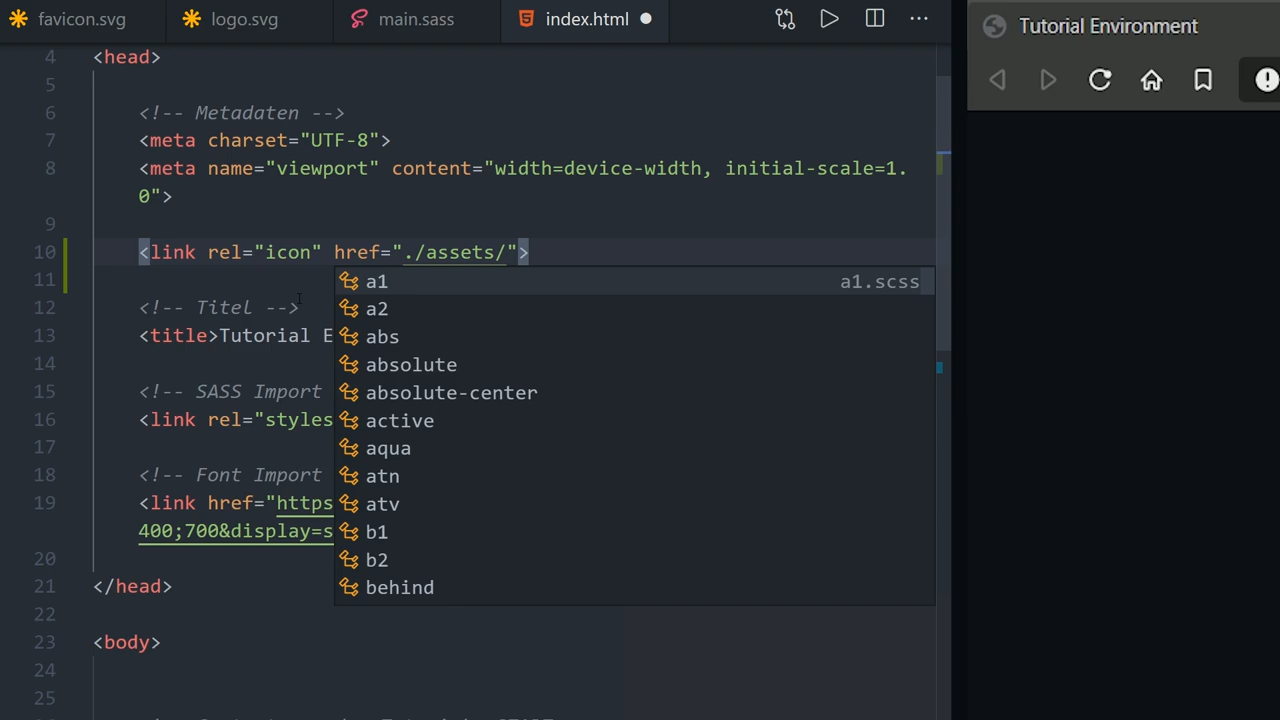 favicon.svg logo.svg main.sass index.html
Tutorial Environment
4 <head>
5
6 <!-- Metadaten -->
7 <meta charset="UTF-8">
8 <meta name="viewport" content="width=device-width, initial-scale=1.
0">
9
10 <link rel="icon" href="./assets/">
11 a1 a1.scss
12 <!-- Titel --> a2
13 <title>Tutorial E abs
14 absolute
15 <!-- SASS Import absolute-center
16 <link rel="styles active
17 aqua
18 <!-- Font Import atn
19 <link href="https atv
400;700&display=s b1
20 b2
21 </head> behind
22
23 <body>
24
25